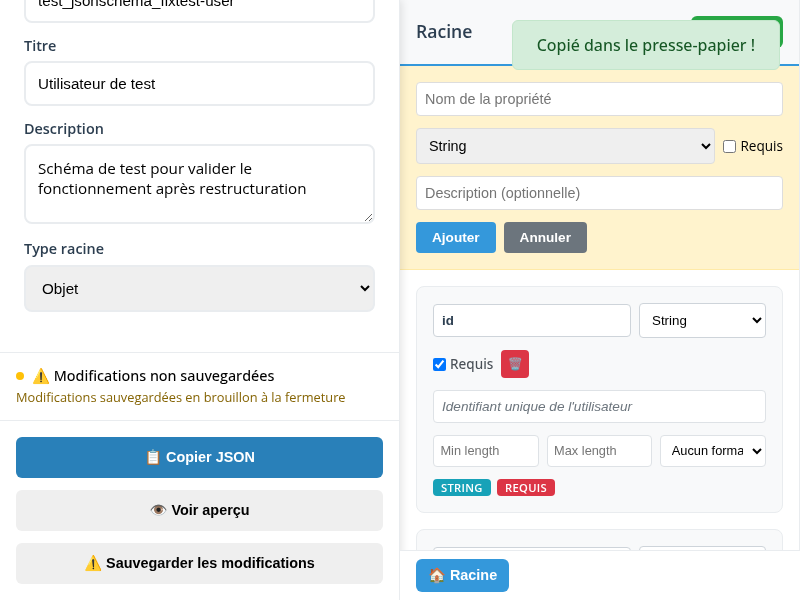 test_jsonschema_fixtest-user
Titre
Utilisateur de test
Description
Schéma de test pour valider le
fonctionnement après restructuration
Type racine
Objet
Modifications non sauvegardées
Modifications sauvegardées en brouillon à la fermeture
Copier JSON
Voir aperçu
Sauvegarder les modifications
Racine
Copié dans le presse-papier !
Nom de la propriété
String
Requis
Description (optionnelle)
Ajouter
Annuler
id
String
Requis
Identifiant unique de l'utilisateur
Min length
Max length
Aucun forma
STRING
REQUIS
Racine